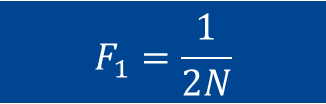 F₁ = 1/2N